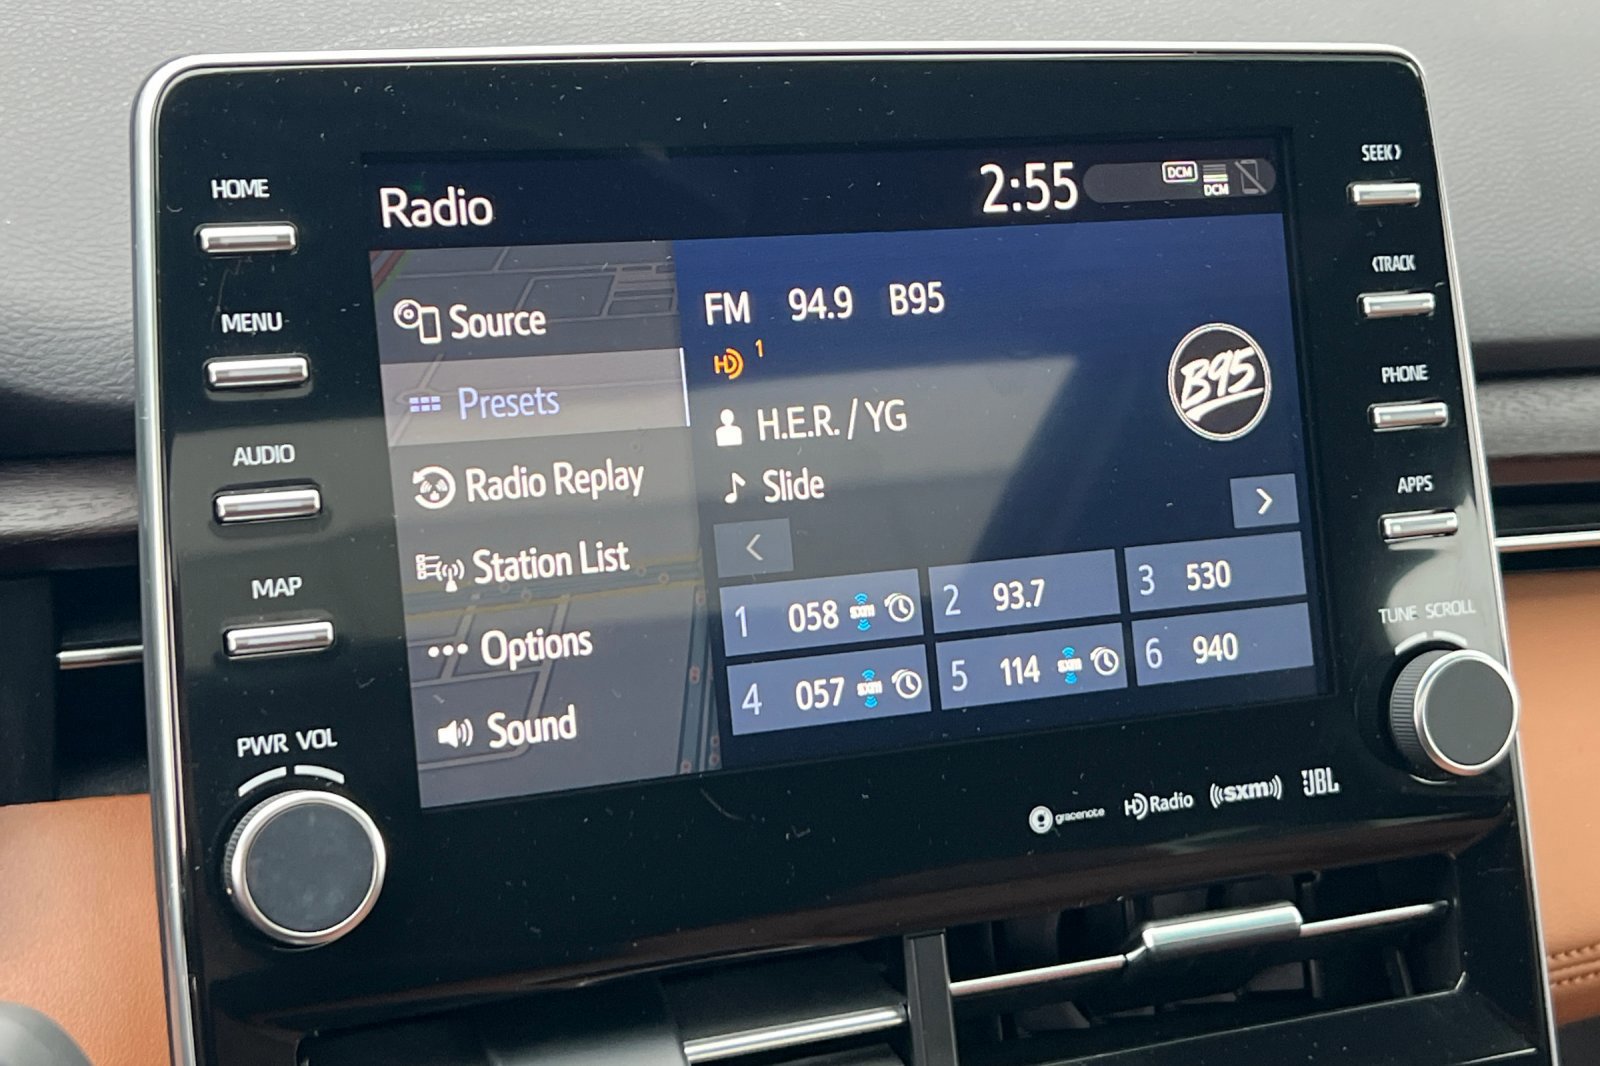 HOME
MENU
AUDIO
MAP
PWR VOL
Radio
2:55
DCM
DCM
Source
Presets
Radio Replay
Station List
Options
Sound
FM 94.9 B95
HD 1
H.E.R. / YG
Slide
B95
<
>
1 058 sxm
2 93.7
3 530
4 057 sxm
5 114 sxm
6 940
gracenote HD Radio ((sxm)) JBL
SEEK›
‹TRACK
PHONE
APPS
TUNE SCROLL